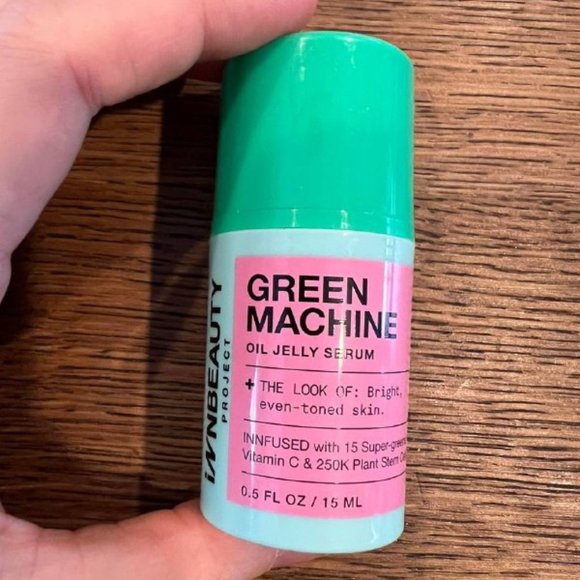 GREEN
MACHINE
OIL JELLY SERUM
+ THE LOOK OF: Bright,
even-toned skin.
INNFUSED with 15 Super-greens
Vitamin C & 250K Plant Stem
0.5 FL OZ / 15 ML
iNNBEAUTY
PROJECT